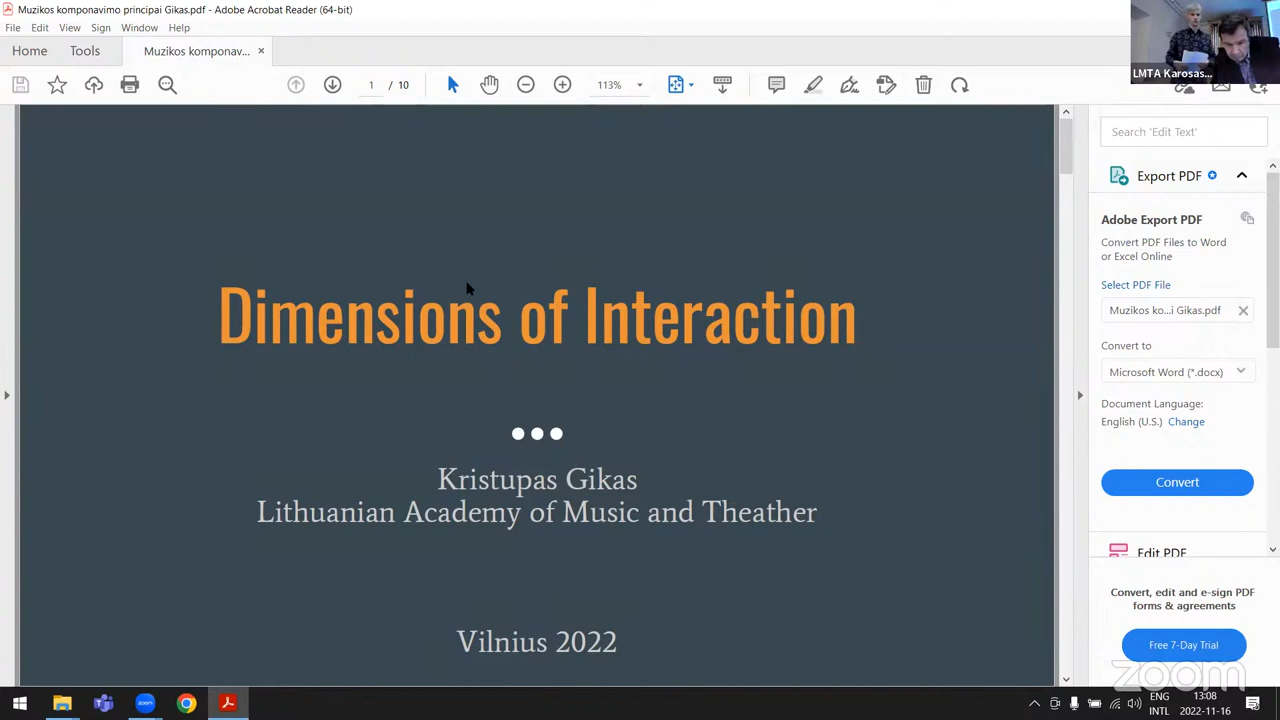 Muzikos komponavimo principai Gikas.pdf - Adobe Acrobat Reader (64-bit)
File Edit View Sign Window Help
Home Tools Muzikos komponav... ×
1 / 10 113%
LMTA Karosas...
Dimensions of Interaction
Kristupas Gikas
Lithuanian Academy of Music and Theather
Vilnius 2022
Search 'Edit Text'
Export PDF
Adobe Export PDF
Convert PDF Files to Word
or Excel Online
Select PDF File
Muzikos ko...i Gikas.pdf
Convert to
Microsoft Word (*.docx)
Document Language:
English (U.S.) Change
Convert
Edit PDF
Convert, edit and e-sign PDF
forms & agreements
Free 7-Day Trial
zoom
zoom
ENG
INTL
13:08
2022-11-16